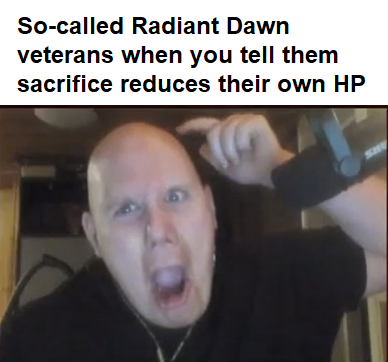 So-called Radiant Dawn
veterans when you tell them
sacrifice reduces their own HP